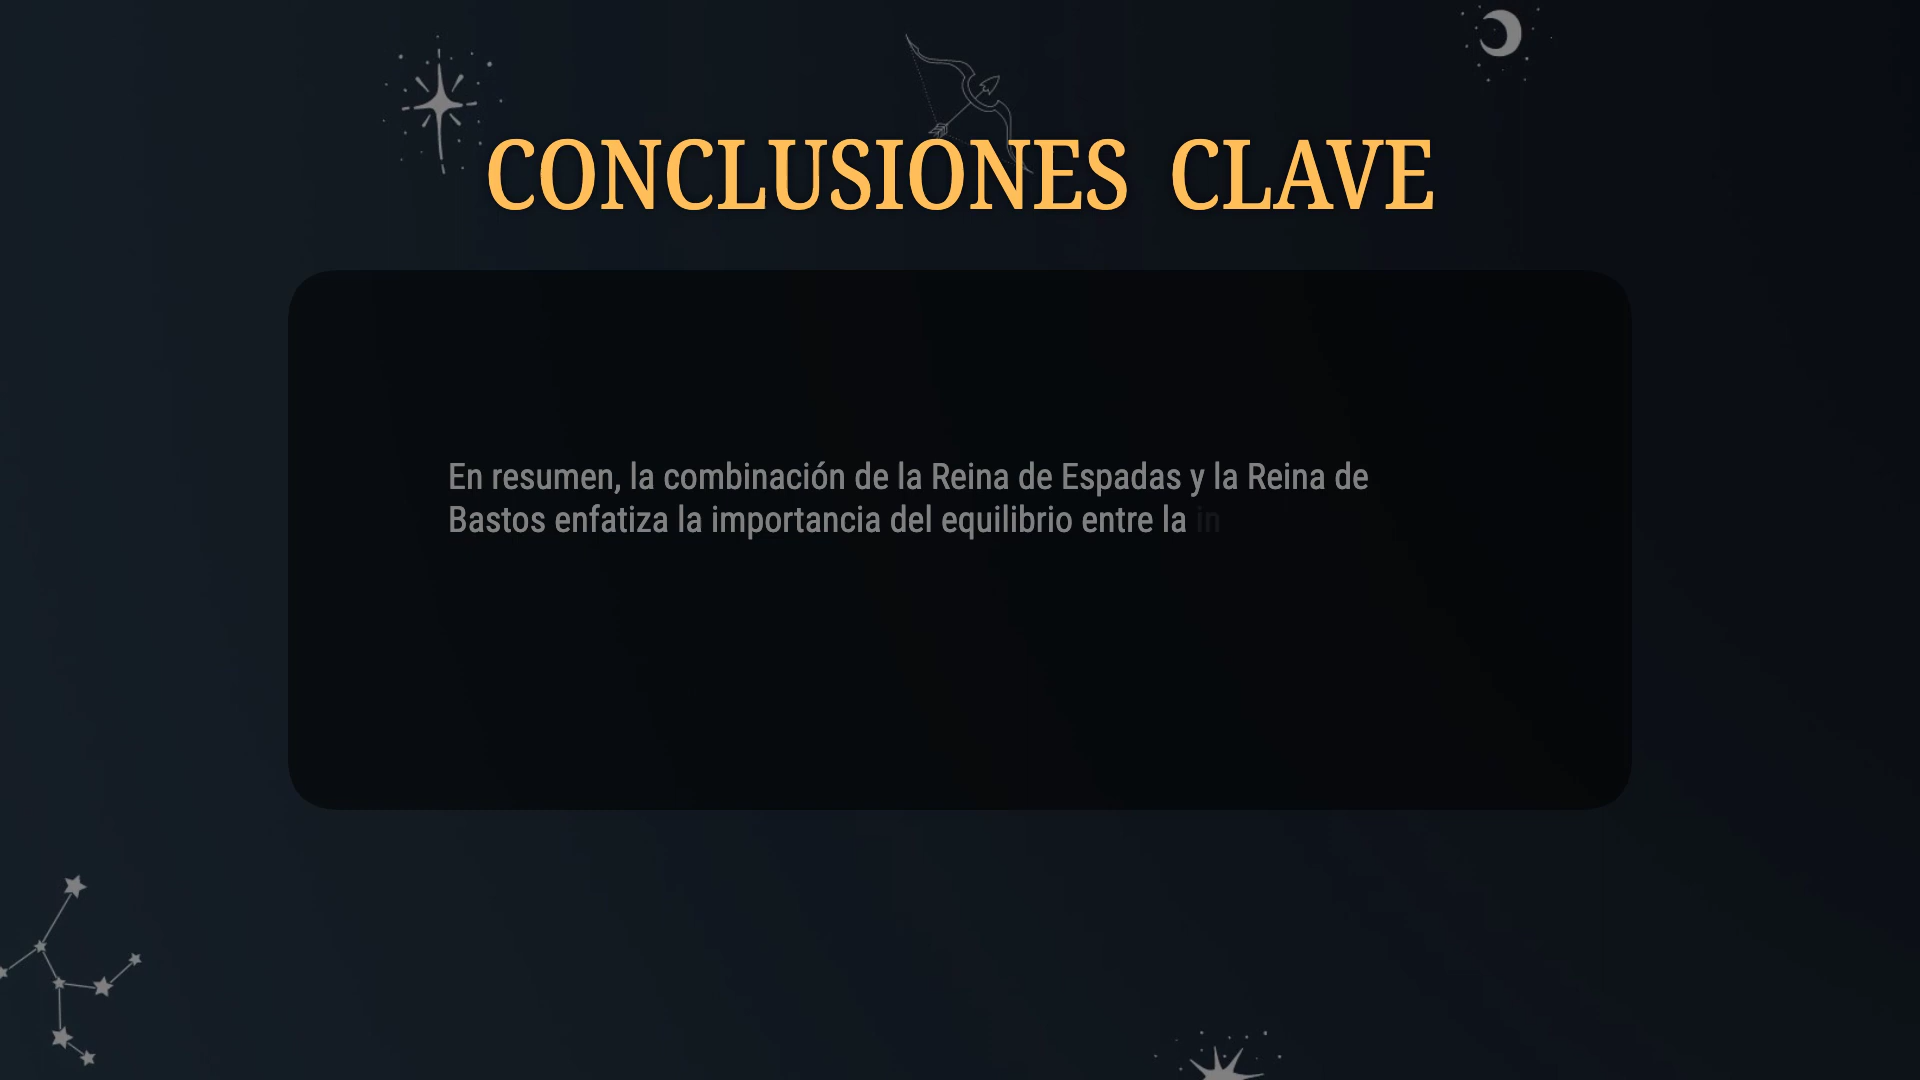 CONCLUSIONES CLAVE
En resumen, la combinación de la Reina de Espadas y la Reina de
Bastos enfatiza la importancia del equilibrio entre la in